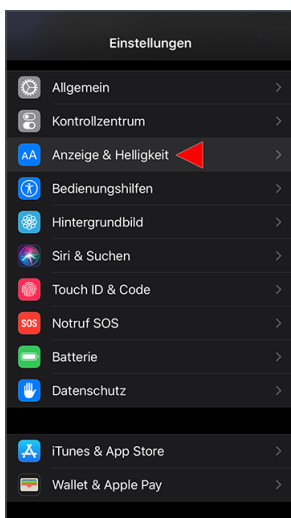 Einstellungen
Allgemein
Kontrollzentrum
AA Anzeige & Helligkeit
Bedienungshilfen
Hintergrundbild
Siri & Suchen
Touch ID & Code
SOS Notruf SOS
Batterie
Datenschutz
iTunes & App Store
Wallet & Apple Pay